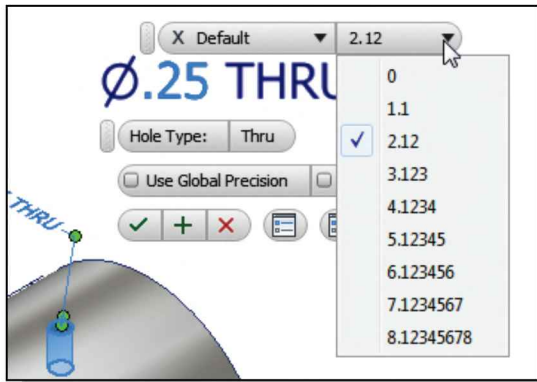 X Default 2.12
Ø.25 THRU
Hole Type: Thru
Use Global Precision
THRU
0
1.1
2.12
3.123
4.1234
5.12345
6.123456
7.1234567
8.12345678